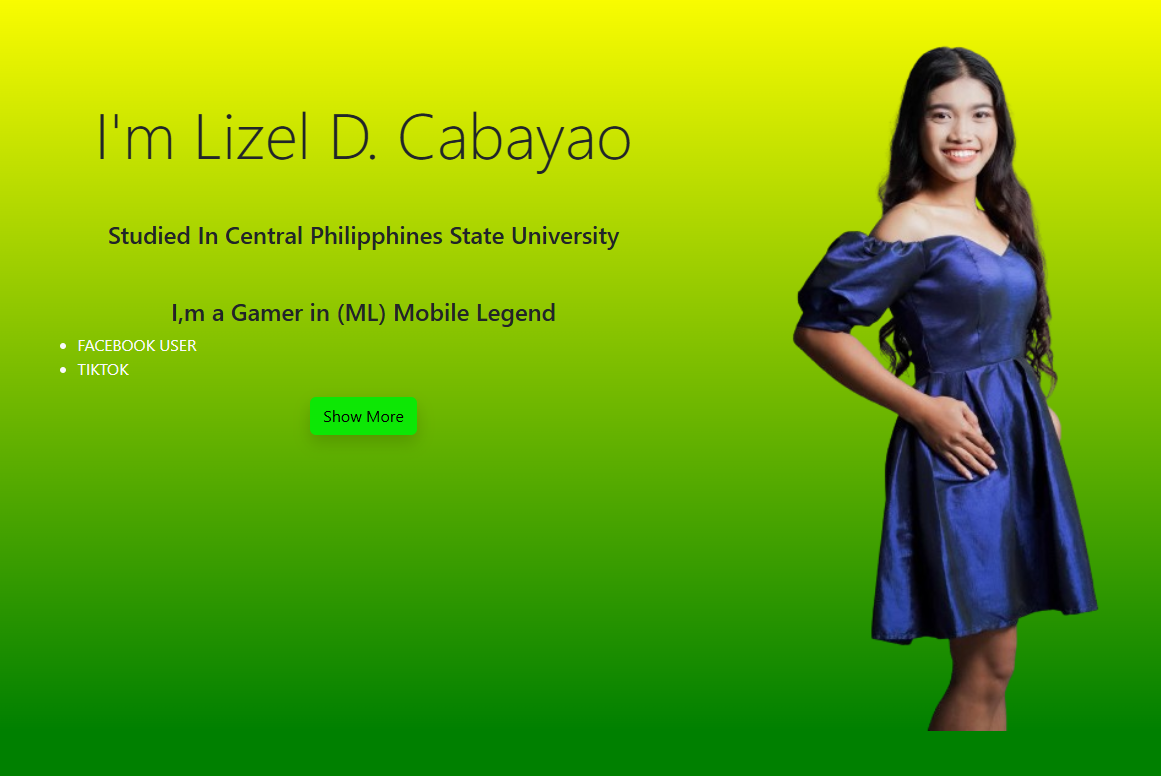 I'm Lizel D. Cabayao
Studied In Central Philipphines State University
I,m a Gamer in (ML) Mobile Legend
FACEBOOK USER
TIKTOK
Show More